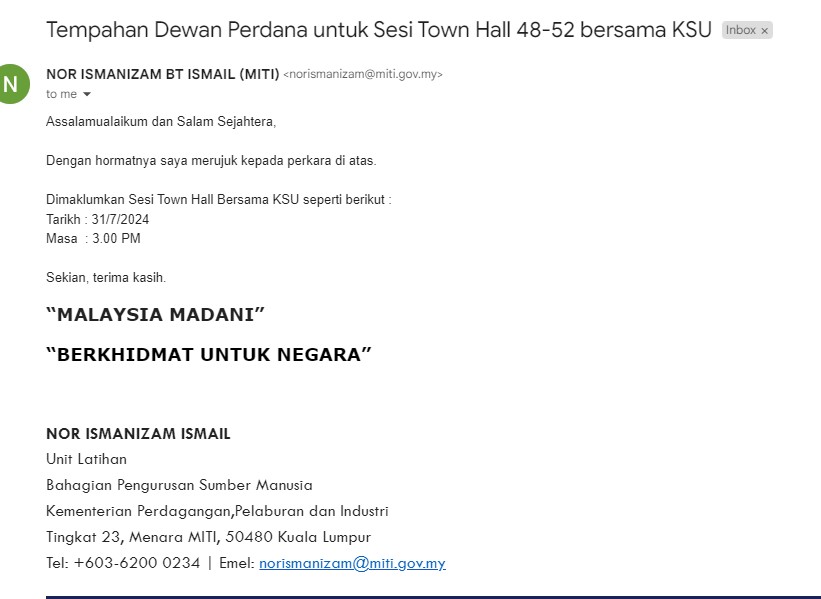 Tempahan Dewan Perdana untuk Sesi Town Hall 48-52 bersama KSU Inbox ×
N
NOR ISMANIZAM BT ISMAIL (MITI) <norismanizam@miti.gov.my>
to me
Assalamualaikum dan Salam Sejahtera,
Dengan hormatnya saya merujuk kepada perkara di atas.
Dimaklumkan Sesi Town Hall Bersama KSU seperti berikut :
Tarikh : 31/7/2024
Masa : 3.00 PM
Sekian, terima kasih.
“MALAYSIA MADANI”
“BERKHIDMAT UNTUK NEGARA”
NOR ISMANIZAM ISMAIL
Unit Latihan
Bahagian Pengurusan Sumber Manusia
Kementerian Perdagangan,Pelaburan dan Industri
Tingkat 23, Menara MITI, 50480 Kuala Lumpur
Tel: +603-6200 0234 | Emel: norismanizam@miti.gov.my